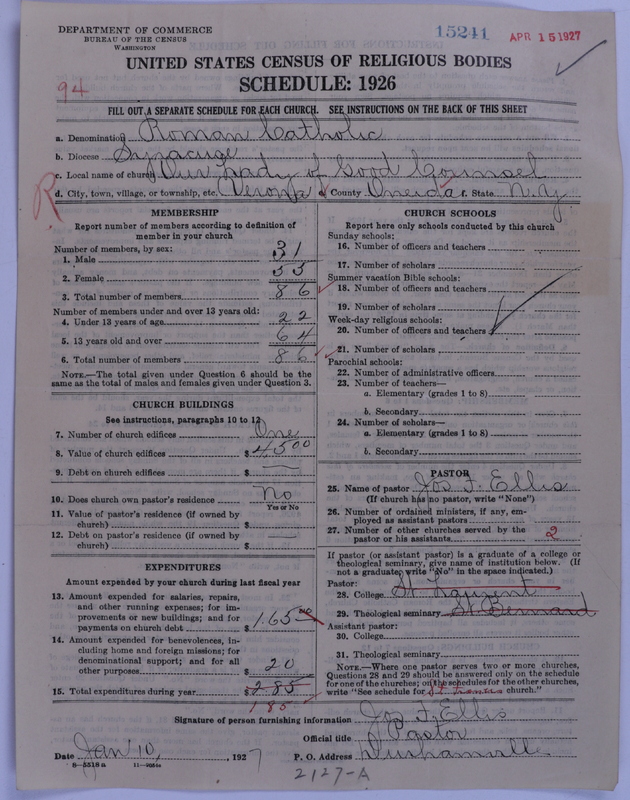 DEPARTMENT OF COMMERCE
BUREAU OF THE CENSUS
WASHINGTON
15241
APR 15 1927
UNITED STATES CENSUS OF RELIGIOUS BODIES
SCHEDULE: 1926
94
FILL OUT A SEPARATE SCHEDULE FOR EACH CHURCH. SEE INSTRUCTIONS ON THE BACK OF THIS SHEET
a. Denomination Roman Catholic
b. Diocese Syracuse
c. Local name of church Our Lady of Good Counsel
d. City, town, village, or township, etc. Verona e. County Oneida f. State N.Y.
R
MEMBERSHIP
Report number of members according to definition of member in your church
Number of members, by sex:
1. Male 31
2. Female 55
3. Total number of members 86
Number of members under and over 13 years old:
4. Under 13 years of age 22
5. 13 years old and over 64
6. Total number of members 86
NOTE.—The total given under Question 6 should be the same as the total of males and females given under Question 3.
CHURCH BUILDINGS
See instructions, paragraphs 10 to 12
7. Number of church edifices One
8. Value of church edifices $ 4500
9. Debt on church edifices $ —
10. Does church own pastor's residence No
Yes or No
11. Value of pastor's residence (if owned by church) $
12. Debt on pastor's residence (if owned by church) $ —
EXPENDITURES
Amount expended by your church during last fiscal year
13. Amount expended for salaries, repairs, and other running expenses; for improvements or new buildings; and for payments on church debt $ 165 00
14. Amount expended for benevolences, including home and foreign missions; for denominational support; and for all other purposes $ 20
15. Total expenditures during year $ 285
185
CHURCH SCHOOLS
Report here only schools conducted by this church
Sunday schools:
16. Number of officers and teachers
17. Number of scholars
Summer vacation Bible schools:
18. Number of officers and teachers
19. Number of scholars
Week-day religious schools:
20. Number of officers and teachers
21. Number of scholars
Parochial schools:
22. Number of administrative officers
23. Number of teachers—
a. Elementary (grades 1 to 8)
b. Secondary
24. Number of scholars—
a. Elementary (grades 1 to 8)
b. Secondary
PASTOR
25. Name of pastor Jos F. Ellis
(If church has no pastor, write "None")
26. Number of ordained ministers, if any, employed as assistant pastors
27. Number of other churches served by the pastor or his assistants 2
If pastor (or assistant pastor) is a graduate of a college or theological seminary, give name of institution below. (If not a graduate, write "No" in the space indicated.)
Pastor:
28. College St
29. Theological seminary St Bernard
Assistant pastor:
30. College
31. Theological seminary
NOTE.—Where one pastor serves two or more churches, Questions 28 and 29 should be answered only on the schedule for one of the churches; on the schedules for the other churches, write "See schedule for St Francis church."
Signature of person furnishing information Jos F. Ellis
Official title Pastor
Date Jan 10, 1927 P. O. Address Durhamville
8-5518 a
2127-A